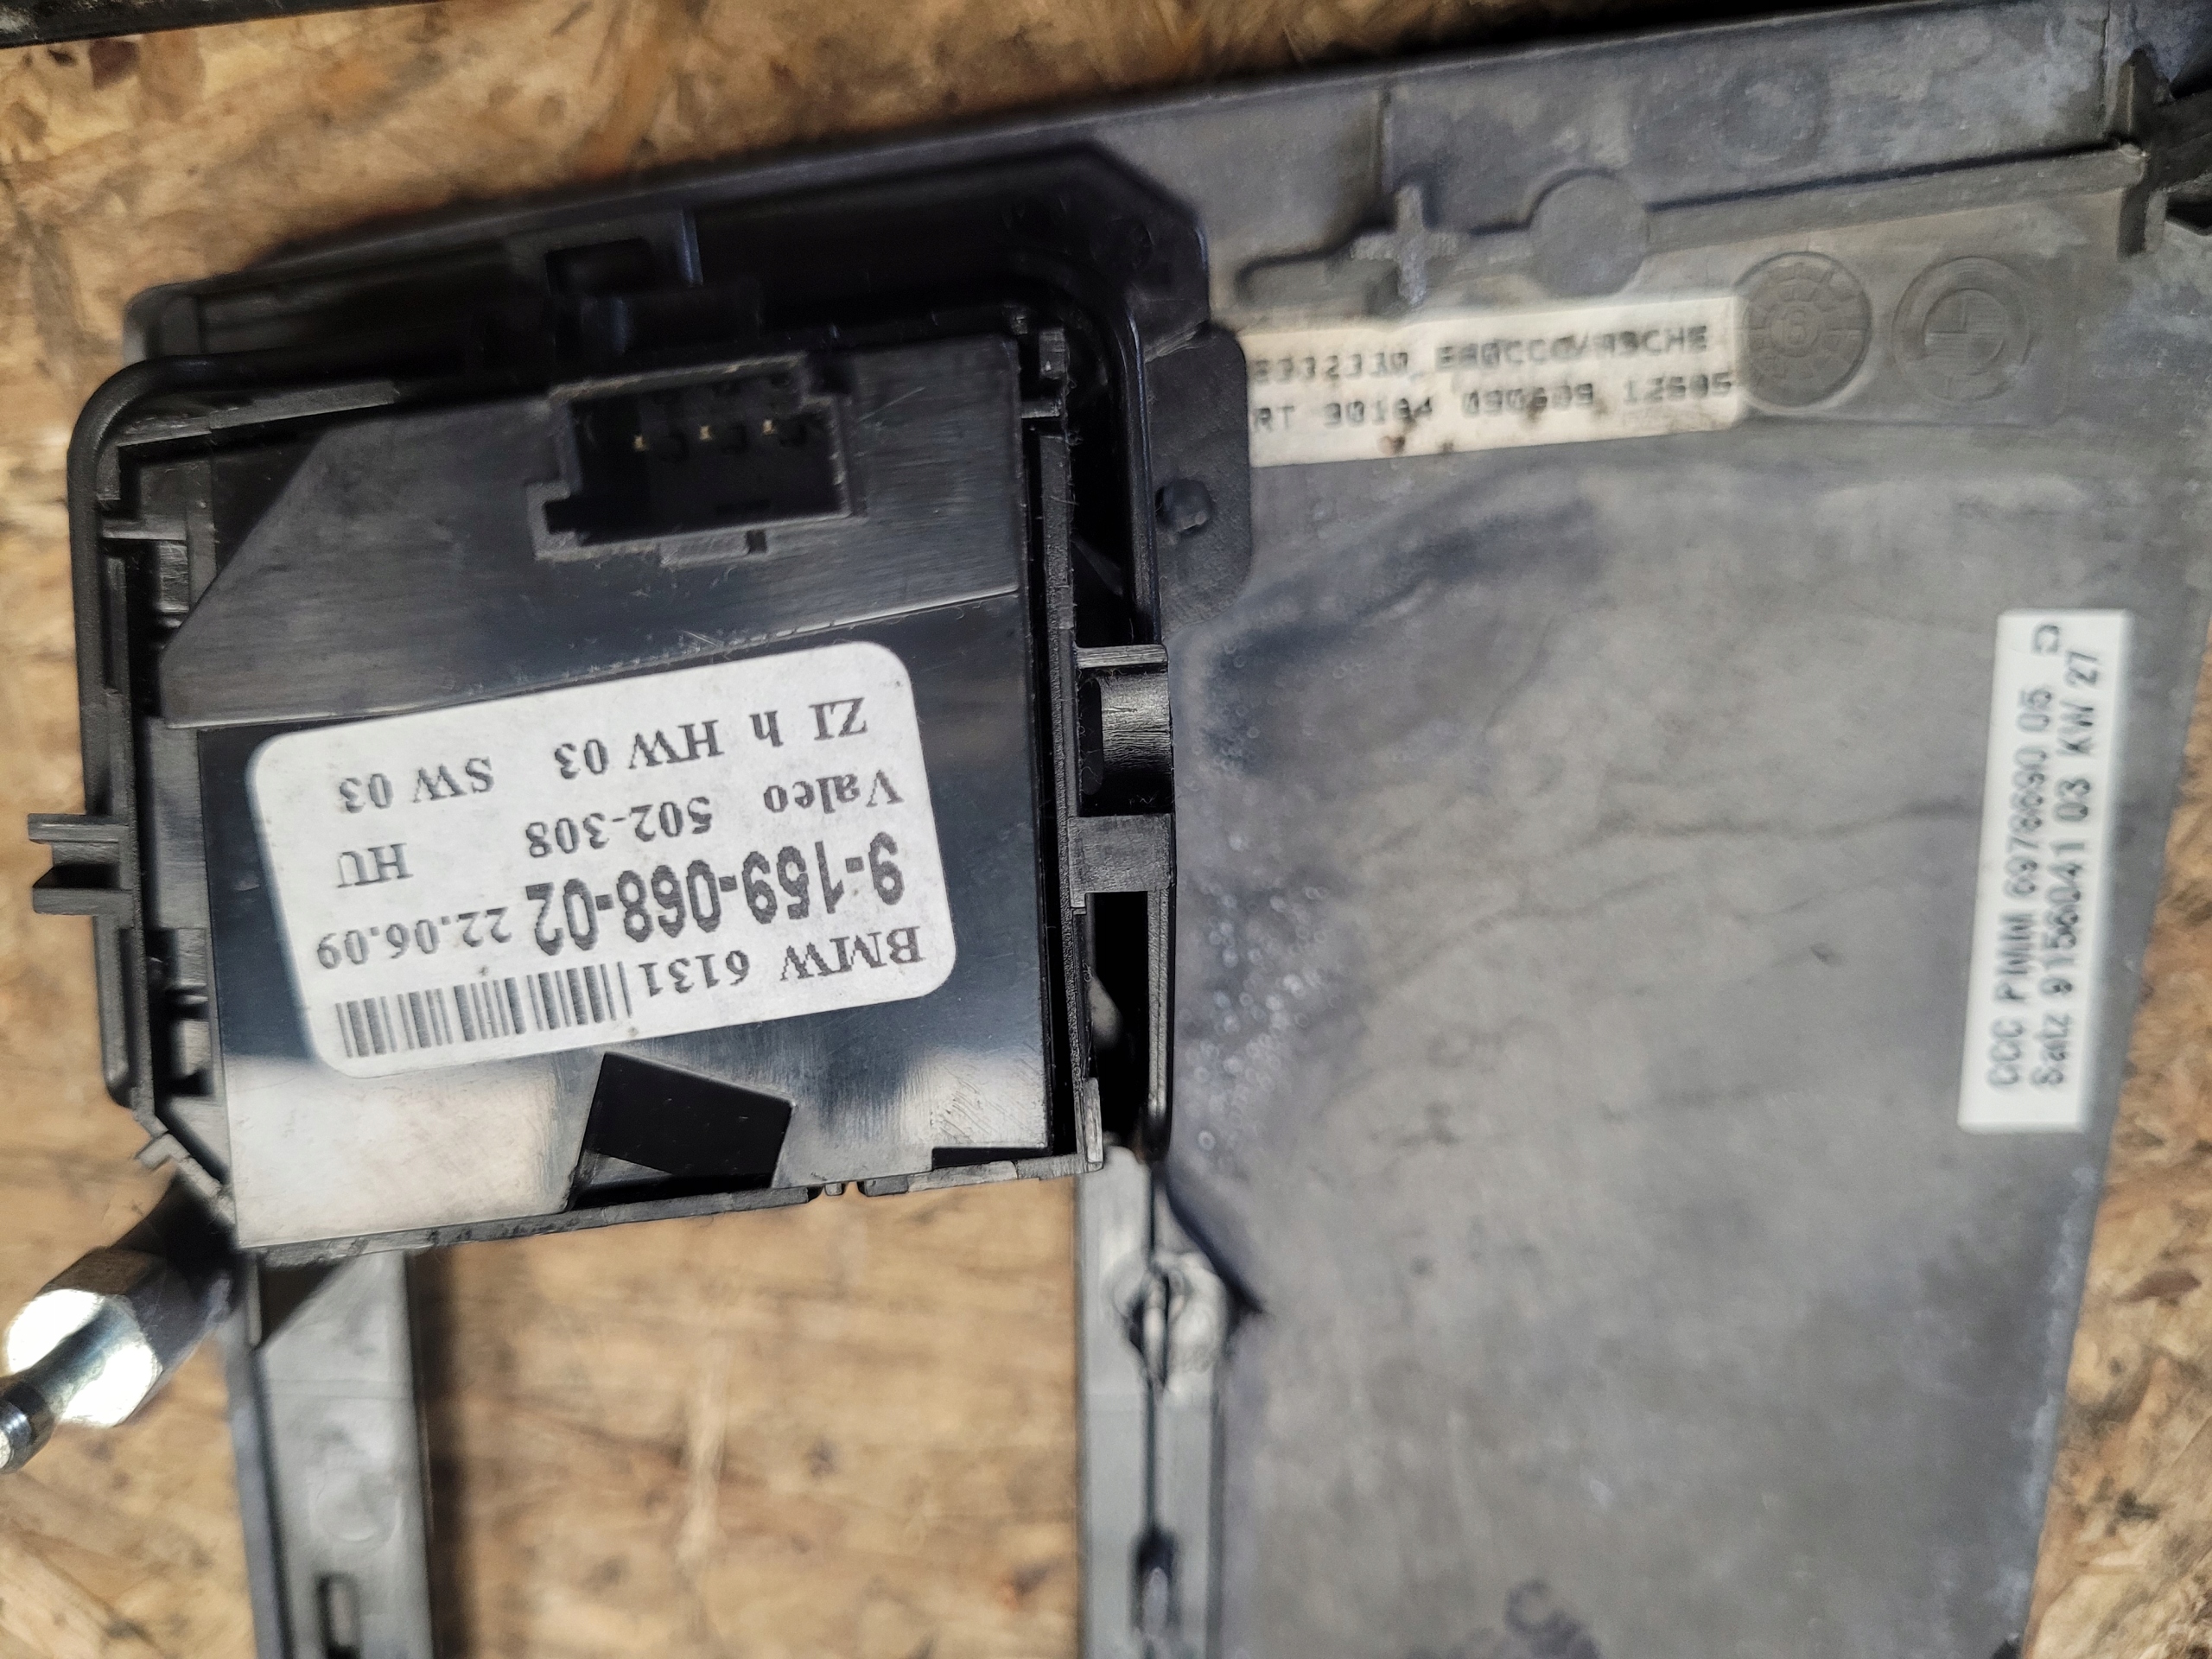 BMW 6131
9-159-068-02 22.06.09
Valeo 502-308 HU
ZI h HW 03 SW 03
CCC PMM 6976690 05 C
Satz 9156041 03 KW 27
RT